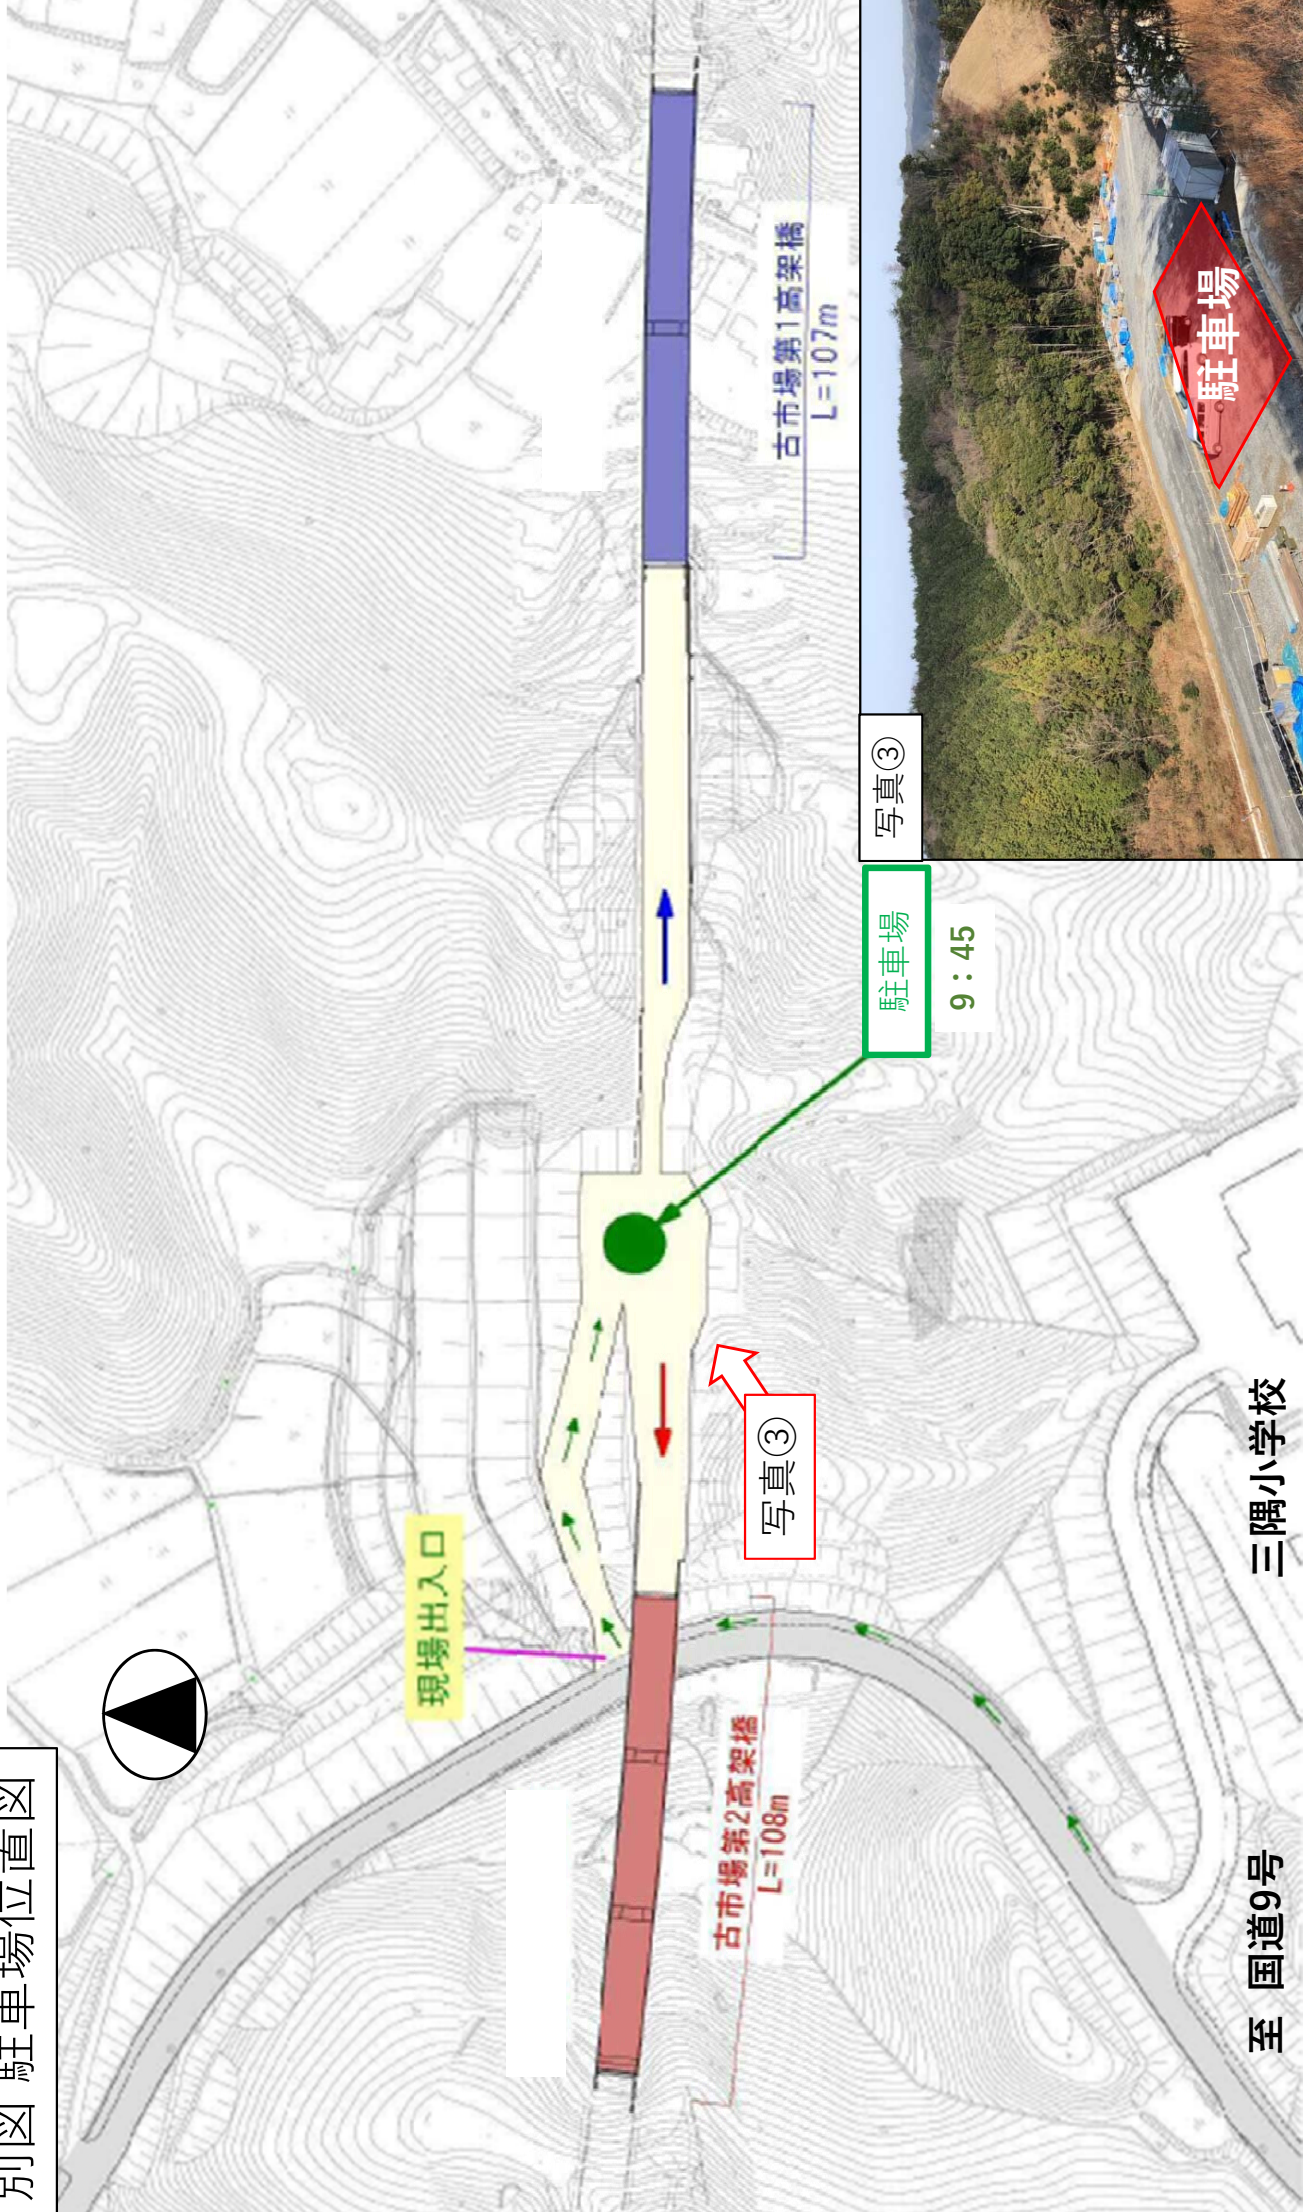 別図 駐車場位置図
現場出入口
古市場第2高架橋
L=108m
写真③
古市場第1高架橋
L=107m
駐車場
9：45
写真③
駐車場
至 国道9号
三隅小学校